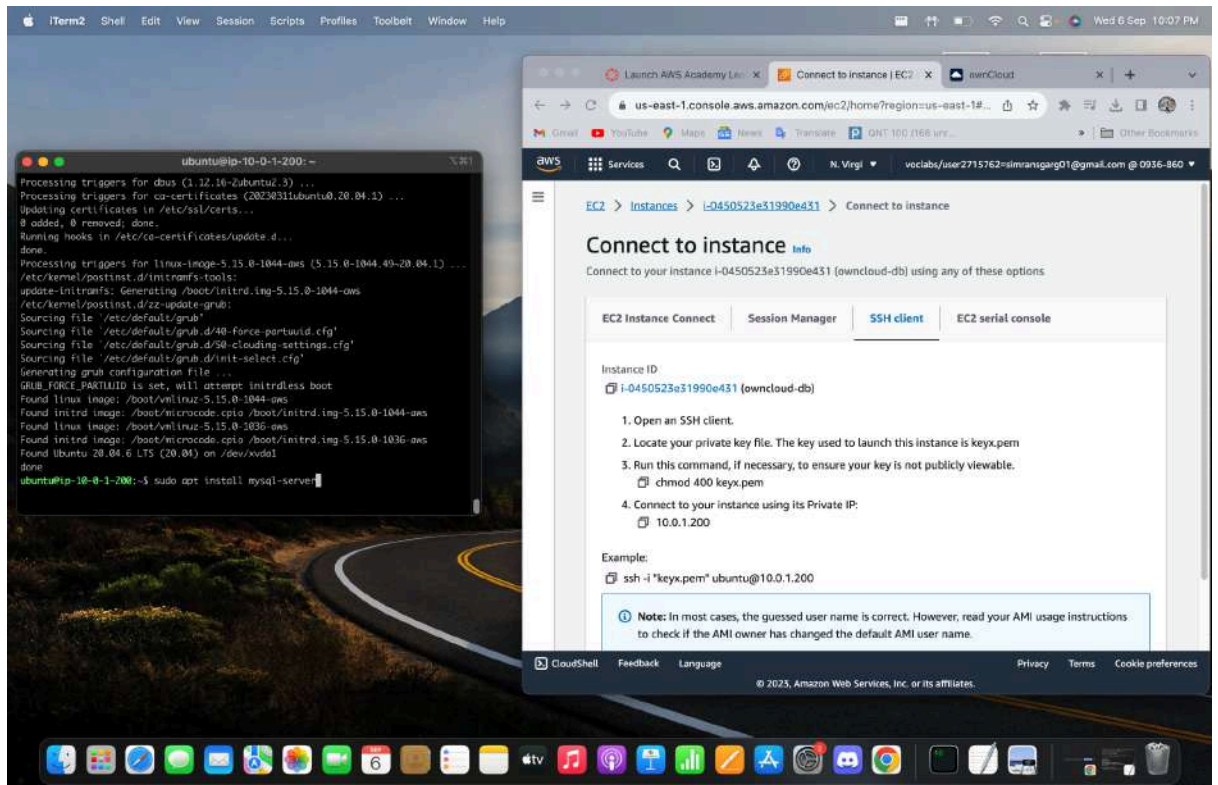 iTerm2 Shell Edit View Session Scripts Profiles Toolbelt Window Help
Wed 6 Sep 10:07 PM
ubuntu@ip-10-0-1-200: ~
Processing triggers for dbus (1.12.16-2ubuntu2.3) ...
Processing triggers for ca-certificates (20230311ubuntu0.20.04.1) ...
Updating certificates in /etc/ssl/certs...
0 added, 0 removed; done.
Running hooks in /etc/ca-certificates/update.d...
done.
Processing triggers for linux-image-5.15.0-1044-aws (5.15.0-1044.49~20.04.1) ...
/etc/kernel/postinst.d/initramfs-tools:
update-initramfs: Generating /boot/initrd.img-5.15.0-1044-aws
/etc/kernel/postinst.d/zz-update-grub:
Sourcing file `/etc/default/grub'
Sourcing file `/etc/default/grub.d/40-force-partuuid.cfg'
Sourcing file `/etc/default/grub.d/50-clouding-settings.cfg'
Sourcing file `/etc/default/grub.d/init-select.cfg'
Generating grub configuration file ...
GRUB_FORCE_PARTUUID is set, will attempt initrdless boot
Found linux image: /boot/vmlinuz-5.15.0-1044-aws
Found initrd image: /boot/microcode.cpio /boot/initrd.img-5.15.0-1044-aws
Found linux image: /boot/vmlinuz-5.15.0-1036-aws
Found initrd image: /boot/microcode.cpio /boot/initrd.img-5.15.0-1036-aws
Found Ubuntu 20.04.6 LTS (20.04) on /dev/xvda1
done
ubuntu@ip-10-0-1-200:~$ sudo apt install mysql-server
Launch AWS Academy
Connect to instance | EC2
ownCloud
us-east-1.console.aws.amazon.com/ec2/home?region=us-east-1#...
Gmail YouTube Maps News Translate
Other Bookmarks
aws Services N. Virgi voclabs/user2715762=simransgarg01@gmail.com @ 0936-860
EC2 > Instances > i-0450523e31990e431 > Connect to instance
Connect to instance Info
Connect to your instance i-0450523e31990e431 (owncloud-db) using any of these options
EC2 Instance Connect Session Manager SSH client EC2 serial console
Instance ID
i-0450523e31990e431 (owncloud-db)
1. Open an SSH client.
2. Locate your private key file. The key used to launch this instance is keyx.pem
3. Run this command, if necessary, to ensure your key is not publicly viewable.
chmod 400 keyx.pem
4. Connect to your instance using its Private IP:
10.0.1.200
Example:
ssh -i "keyx.pem" ubuntu@10.0.1.200
Note: In most cases, the guessed user name is correct. However, read your AMI usage instructions
to check if the AMI owner has changed the default AMI user name.
CloudShell Feedback Language Privacy Terms Cookie preferences
© 2023, Amazon Web Services, Inc. or its affiliates.
SEP
6
tv